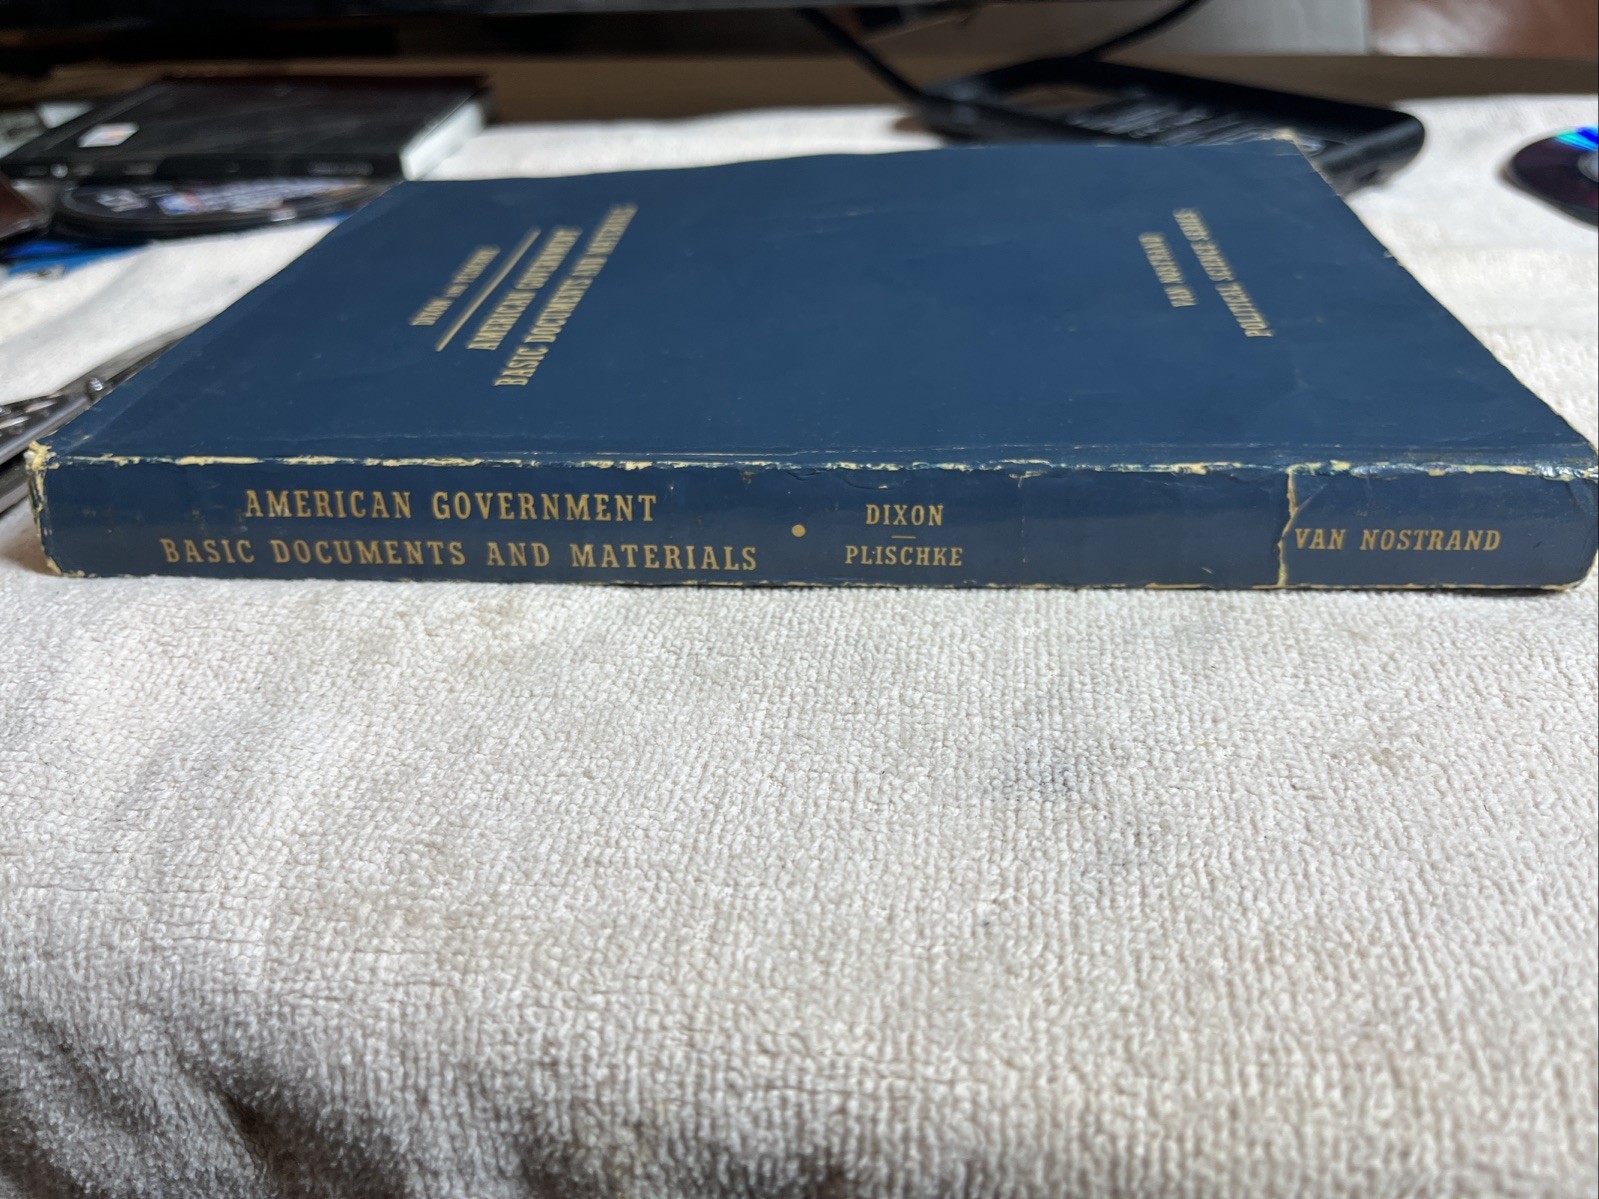 DIXON
AMERICAN GOVERNMENT
BASIC DOCUMENTS AND MATERIALS
VAN NOSTRAND
POLITICAL SCIENCE SERIES
AMERICAN GOVERNMENT
BASIC DOCUMENTS AND MATERIALS
•
DIXON
—
PLISCHKE
VAN NOSTRAND